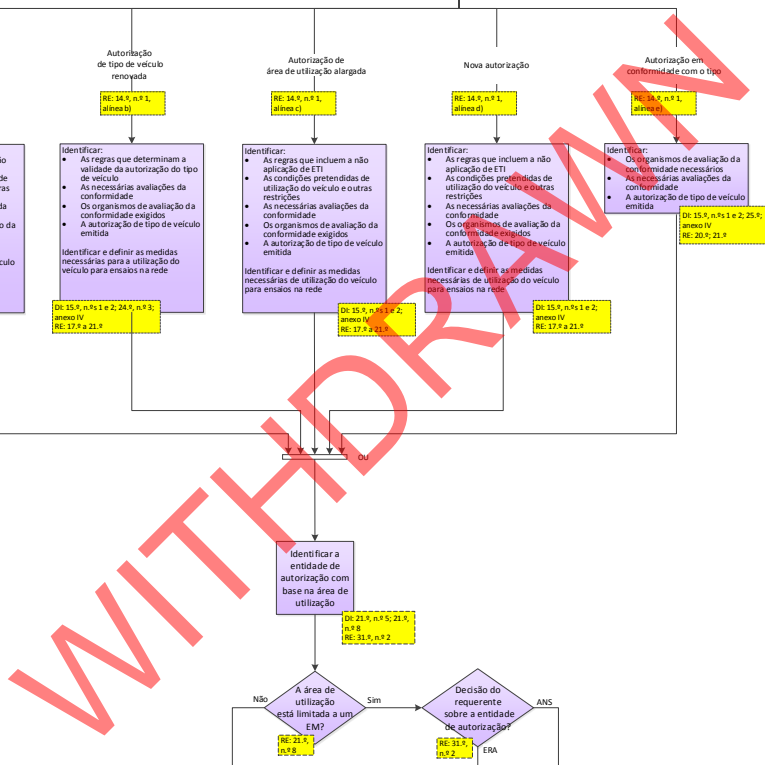 Autorização
de tipo de veículo
renovada
RE: 14.º, n.º 1,
alínea b)
Identificar:
• As regras que determinam a
validade da autorização do tipo
de veículo
• As necessárias avaliações da
conformidade
• Os organismos de avaliação da
conformidade exigidos
• A autorização de tipo de veículo
emitida
Identificar e definir as medidas
necessárias para a utilização do
veículo para ensaios na rede
DI: 15.º, n.ºs 1 e 2; 24.º, n.º 3;
anexo IV
RE: 17.º a 21.º
Autorização de
área de utilização alargada
RE: 14.º, n.º 1,
alínea c)
Identificar:
• As regras que incluem a não
aplicação de ETI
• As condições pretendidas de
utilização do veículo e outras
restrições
• As necessárias avaliações da
conformidade
• Os organismos de avaliação da
conformidade exigidos
• A autorização de tipo de veículo
emitida
Identificar e definir as medidas
necessárias de utilização do veículo
para ensaios na rede
DI: 15.º, n.ºs 1 e 2;
anexo IV
RE: 17.º a 21.º
Nova autorização
RE: 14.º, n.º 1,
alínea d)
Identificar:
• As regras que incluem a não
aplicação de ETI
• As condições pretendidas de
utilização do veículo e outras
restrições
• As necessárias avaliações da
conformidade
• Os organismos de avaliação da
conformidade exigidos
• A autorização de tipo de veículo
emitida
Identificar e definir as medidas
necessárias de utilização do veículo
para ensaios na rede
DI: 15.º, n.ºs 1 e 2;
anexo IV
RE: 17.º a 21.º
Autorização em
conformidade com o tipo
RE: 14.º, n.º 1,
alínea e)
Identificar:
• Os organismos de avaliação da
conformidade necessários
• As necessárias avaliações da
conformidade
• A autorização de tipo de veículo
emitida
DI: 15.º, n.ºs 1 e 2; 25.º;
anexo IV
RE: 20.º; 21.º
OU
Identificar a
entidade de
autorização com
base na área de
utilização
DI: 21.º, n.º 5; 21.º,
n.º 8
RE: 31.º, n.º 2
Não
A área de
utilização
está limitada a um
EM?
Sim
RE: 21.º,
n.º 8
Decisão do
requerente
sobre a entidade
de autorização?
ANS
RE: 31.º,
n.º 2
ERA
WITHDRAWN